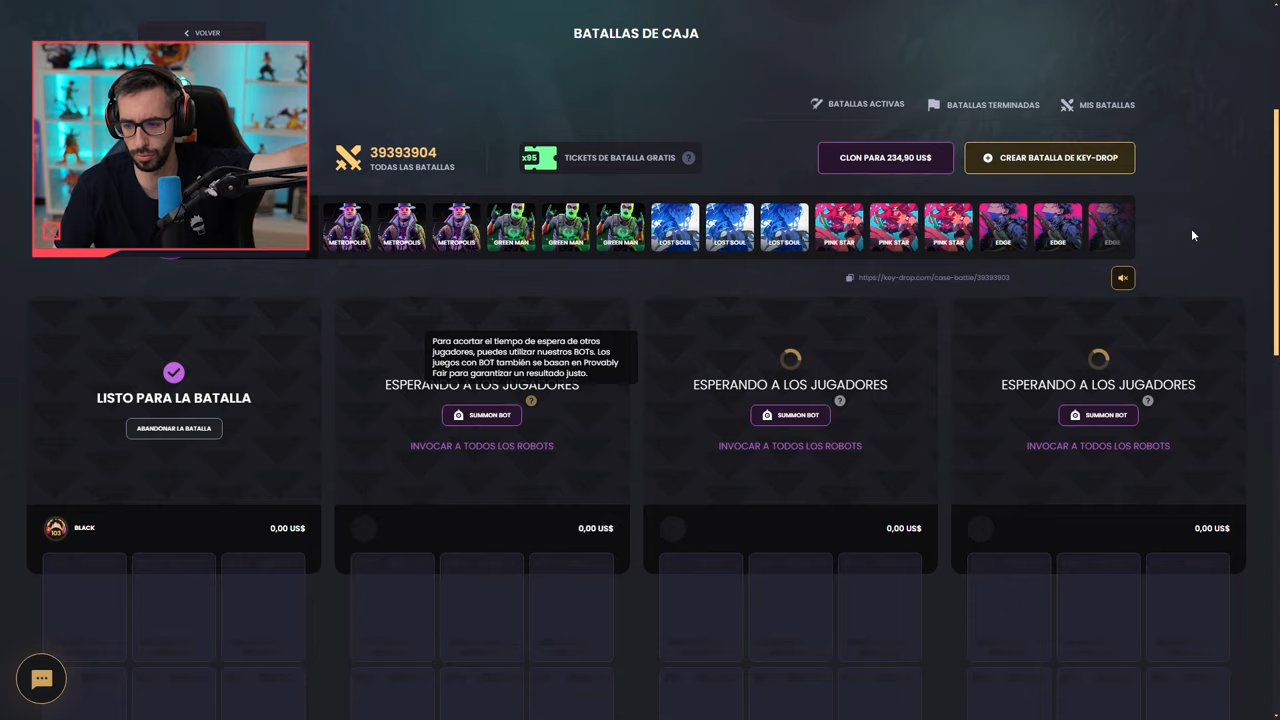 VOLVER
BATALLAS DE CAJA
BATALLAS ACTIVAS
BATALLAS TERMINADAS
MIS BATALLAS
39393904
TODAS LAS BATALLAS
x95
TICKETS DE BATALLA GRATIS
?
CLON PARA 234,90 US$
CREAR BATALLA DE KEY-DROP
METROPOLIS
METROPOLIS
METROPOLIS
GREEN MAN
GREEN MAN
GREEN MAN
LOST SOUL
LOST SOUL
LOST SOUL
PINK STAR
PINK STAR
PINK STAR
EDGE
EDGE
EDGE
https://key-drop.com/case-battle/39393903
LISTO PARA LA BATALLA
ABANDONAR LA BATALLA
Para acortar el tiempo de espera de otros
jugadores, puedes utilizar nuestros BOTs. Los
juegos con BOT también se basan en Provably
Fair para garantizar un resultado justo.
ESPERANDO A LOS JUGADORES
?
SUMMON BOT
INVOCAR A TODOS LOS ROBOTS
ESPERANDO A LOS JUGADORES
?
SUMMON BOT
INVOCAR A TODOS LOS ROBOTS
ESPERANDO A LOS JUGADORES
?
SUMMON BOT
INVOCAR A TODOS LOS ROBOTS
103
BLACK
0,00 US$
0,00 US$
0,00 US$
0,00 US$